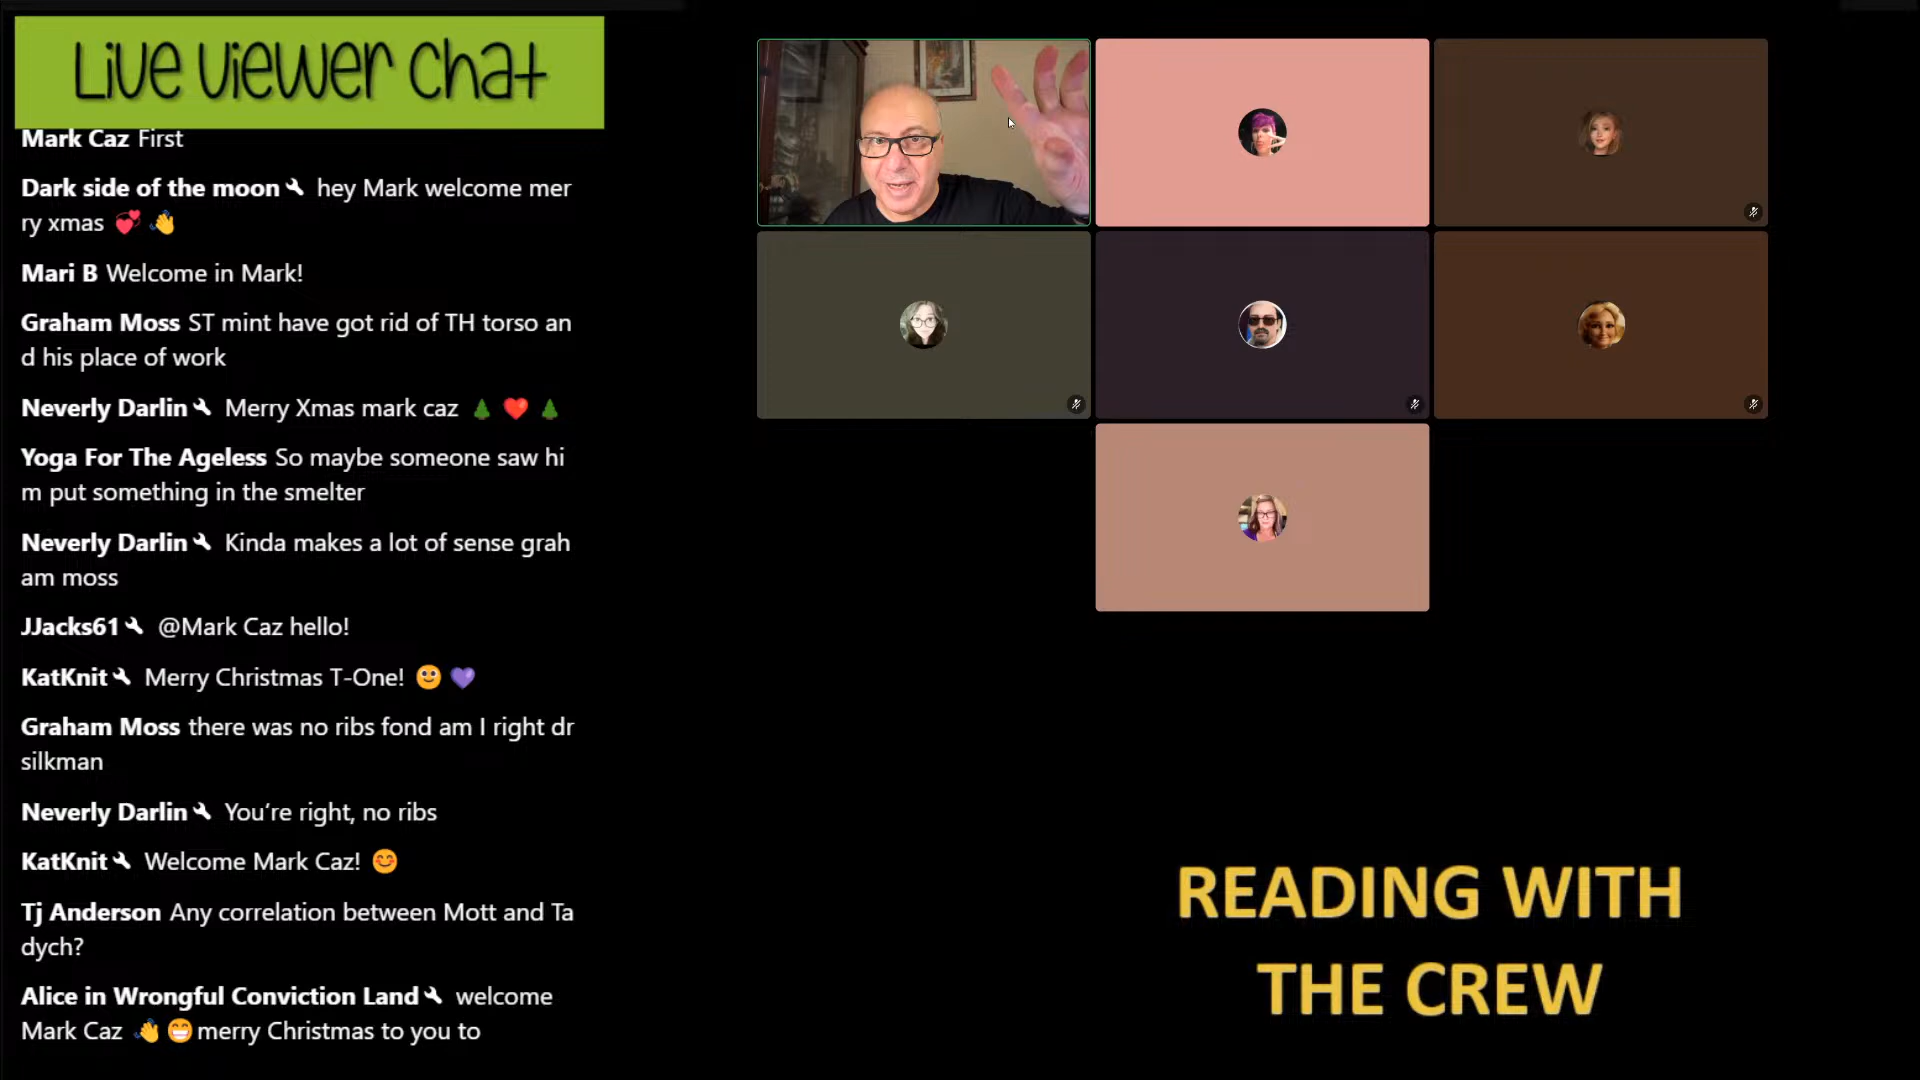 Live Viewer Chat
Mark Caz First
Dark side of the moon hey Mark welcome mer
ry xmas 💞 👋
Mari B Welcome in Mark!
Graham Moss ST mint have got rid of TH torso an
d his place of work
Neverly Darlin Merry Xmas mark caz 🌲 ❤️ 🌲
Yoga For The Ageless So maybe someone saw hi
m put something in the smelter
Neverly Darlin Kinda makes a lot of sense grah
am moss
JJacks61 @Mark Caz hello!
KatKnit Merry Christmas T-One! 🙂 💜
Graham Moss there was no ribs fond am I right dr
silkman
Neverly Darlin You’re right, no ribs
KatKnit Welcome Mark Caz! 😊
Tj Anderson Any correlation between Mott and Ta
dych?
Alice in Wrongful Conviction Land welcome
Mark Caz 👋 😁 merry Christmas to you to
READING WITH
THE CREW